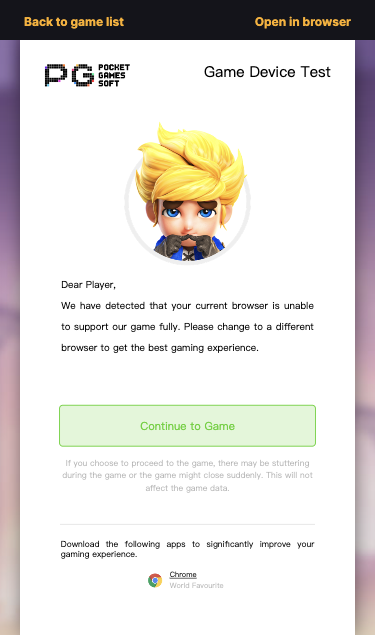 Back to game list
Open in browser
PG POCKET GAMES SOFT
Game Device Test
Dear Player,
We have detected that your current browser is unable
to support our game fully. Please change to a different
browser to get the best gaming experience.
Continue to Game
If you choose to proceed to the game, there may be stuttering
during the game or the game might close suddenly. This will not
affect the game data.
Download the following apps to significantly improve your
gaming experience.
Chrome
World Favourite